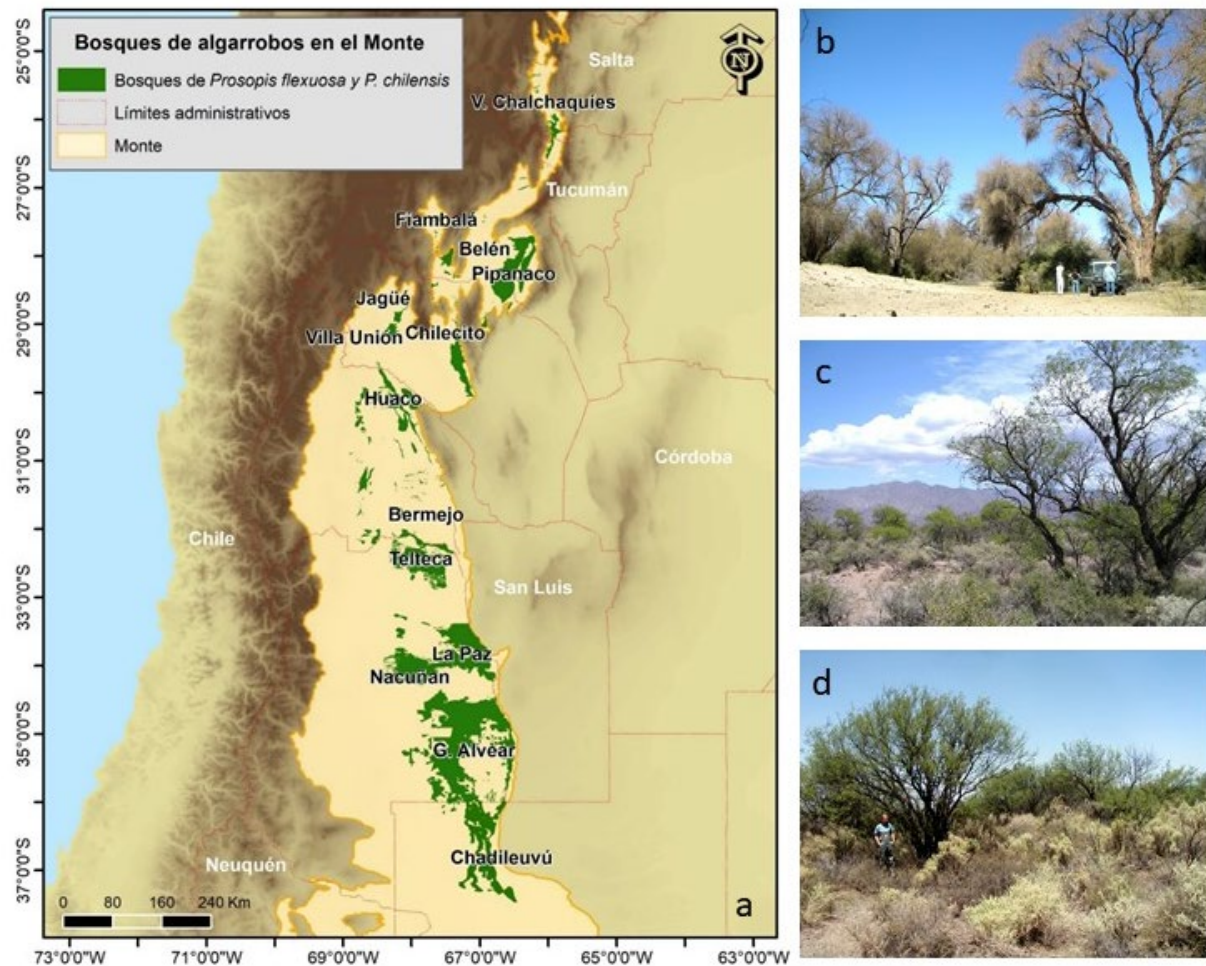 Bosques de algarrobos en el Monte
Bosques de Prosopis flexuosa y P. chilensis
Límites administrativos
Monte
N
Salta
V. Chalchaquíes
Tucumán
Fiambalá
Belén
Pipanaco
Jagüé
Villa Unión
Chilecito
Huaco
Córdoba
Bermejo
Chile
Telteca
San Luis
La Paz
Nacuñán
G. Alvear
Chadileuvú
Neuquén
0 80 160 240 Km
a
25°0'0"S
27°0'0"S
29°0'0"S
31°0'0"S
33°0'0"S
35°0'0"S
37°0'0"S
73°0'0"W 71°0'0"W 69°0'0"W 67°0'0"W 65°0'0"W 63°0'0"W
b
c
d